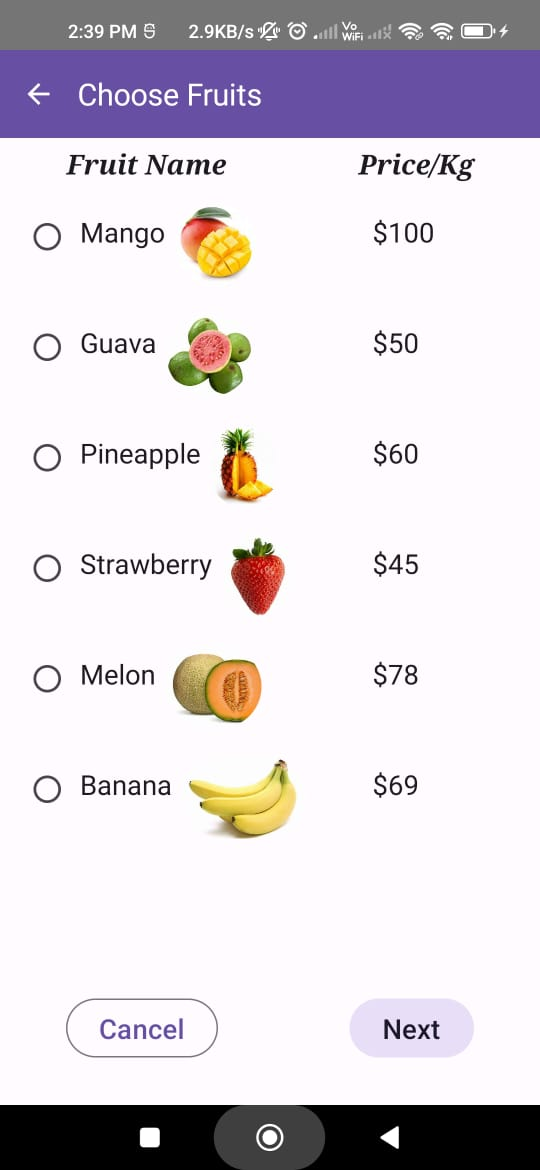 2:39 PM 2.9KB/s Vo WiFi
Choose Fruits
Fruit Name Price/Kg
Mango $100
Guava $50
Pineapple $60
Strawberry $45
Melon $78
Banana $69
Cancel Next